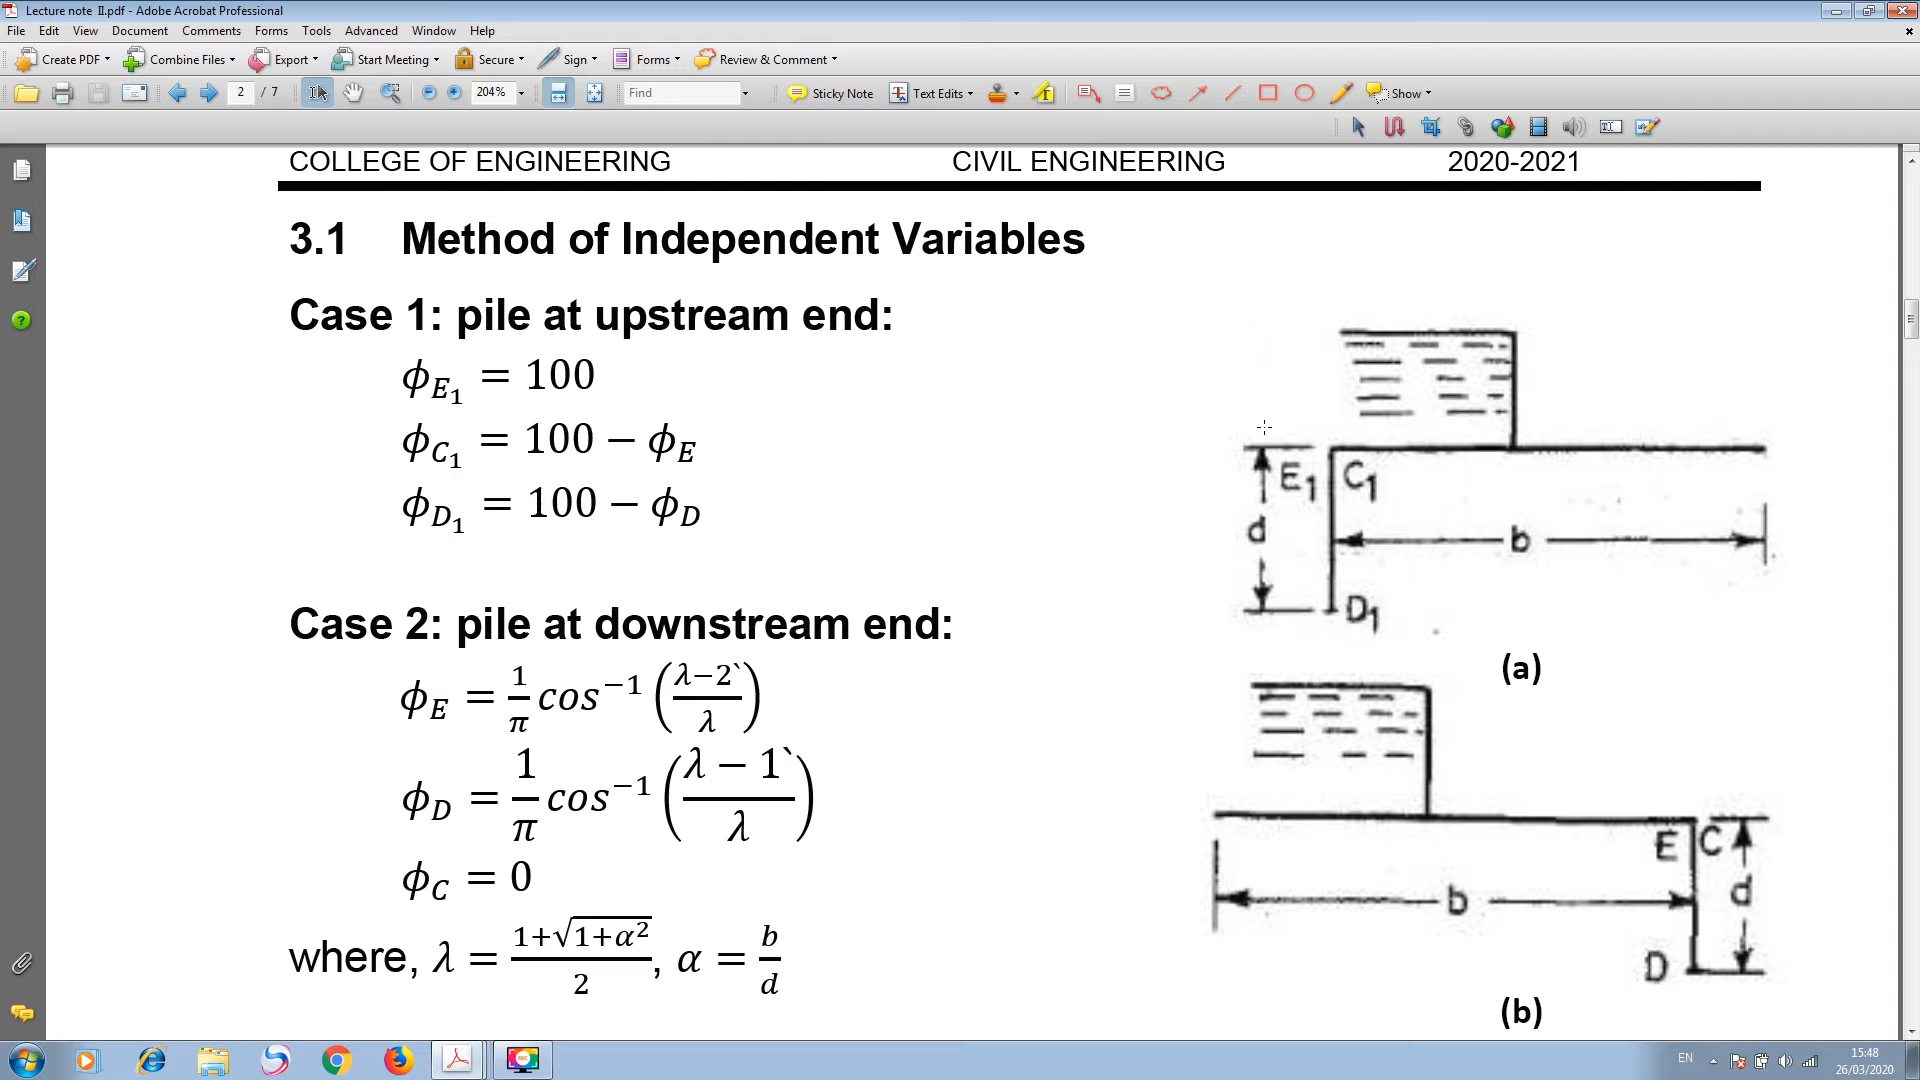 Lecture note II.pdf - Adobe Acrobat Professional
File Edit View Document Comments Forms Tools Advanced Window Help
Create PDF Combine Files Export Start Meeting Secure Sign Forms Review & Comment
2 / 7 204% Find Sticky Note Text Edits Show
COLLEGE OF ENGINEERING CIVIL ENGINEERING 2020-2021
3.1 Method of Independent Variables
Case 1: pile at upstream end:
ϕ_{E_1} = 100
ϕ_{C_1} = 100 − ϕ_E
ϕ_{D_1} = 100 − ϕ_D
E1 C1
d
b
D1
(a)
Case 2: pile at downstream end:
ϕ_E = 1/π cos⁻¹ ((λ−2`)/λ)
ϕ_D = 1/π cos⁻¹ ((λ − 1`)/λ)
ϕ_C = 0
where, λ = (1+√(1+α²))/2, α = b/d
E C
b
d
D
(b)
REC
EN
15:48
26/03/2020